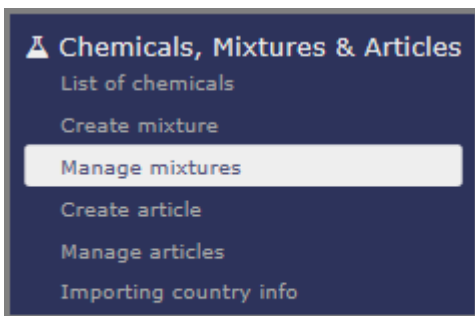 Chemicals, Mixtures & Articles
List of chemicals
Create mixture
Manage mixtures
Create article
Manage articles
Importing country info